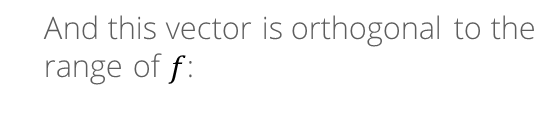 And this vector is orthogonal to the
range of f: